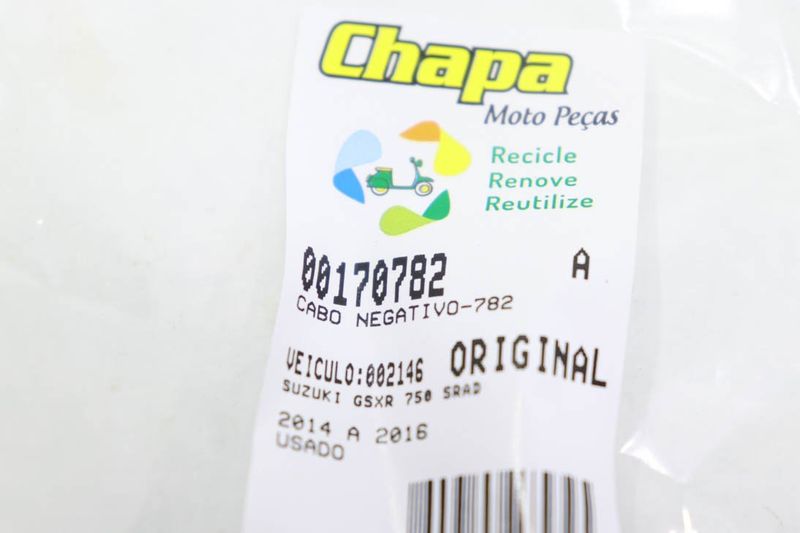 Chapa
Moto Peças
Recicle
Renove
Reutilize
00170782 A
CABO NEGATIVO-782
VEICULO:002146 ORIGINAL
SUZUKI GSXR 750 SRAD
2014 A 2016
USADO